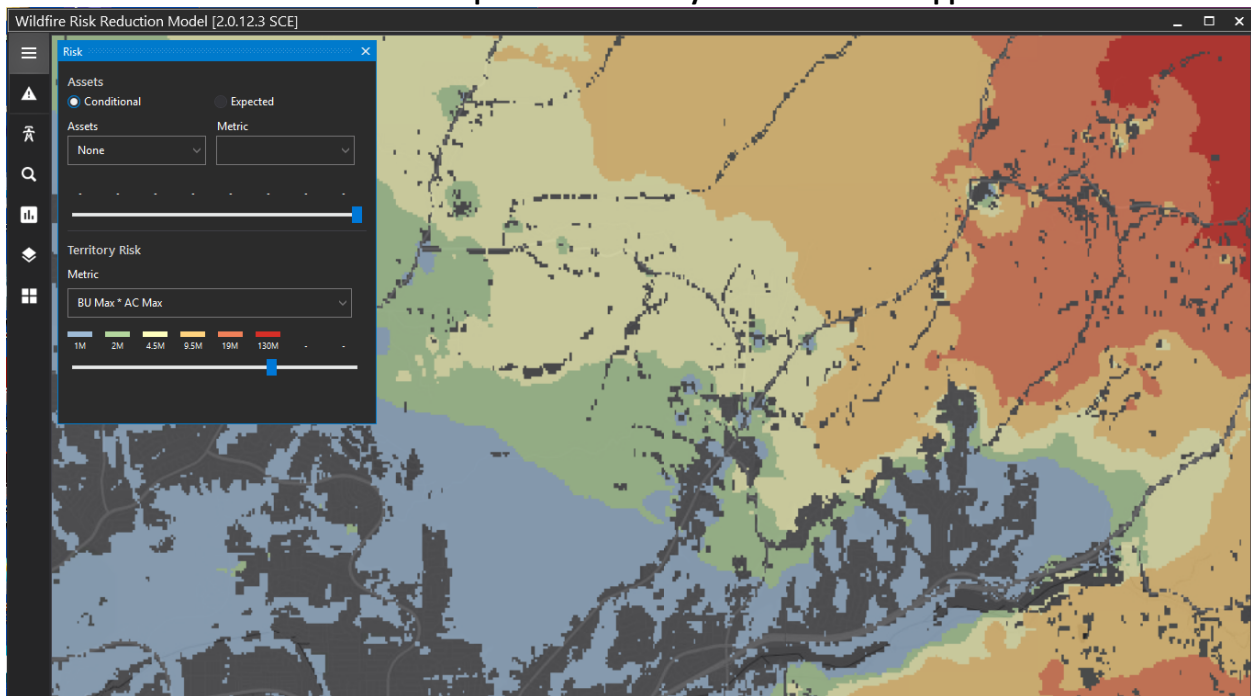 Wildfire Risk Reduction Model [2.0.12.3 SCE]
Risk
Assets
Conditional Expected
Assets Metric
None
- - - - - - - -
Territory Risk
Metric
BU Max * AC Max
1M 2M 4.5M 9.5M 19M 130M - -